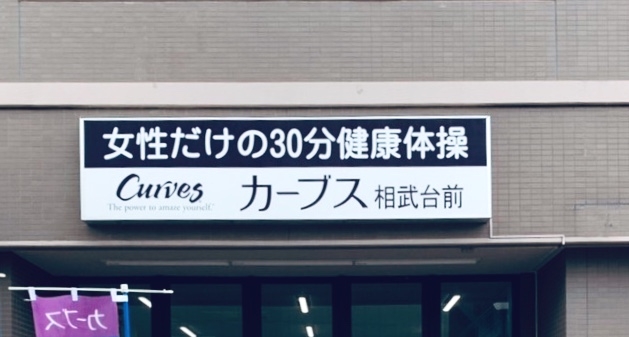 女性だけの30分健康体操
Curves カーブス 相武台前
The power to amaze yourself.
カーブス